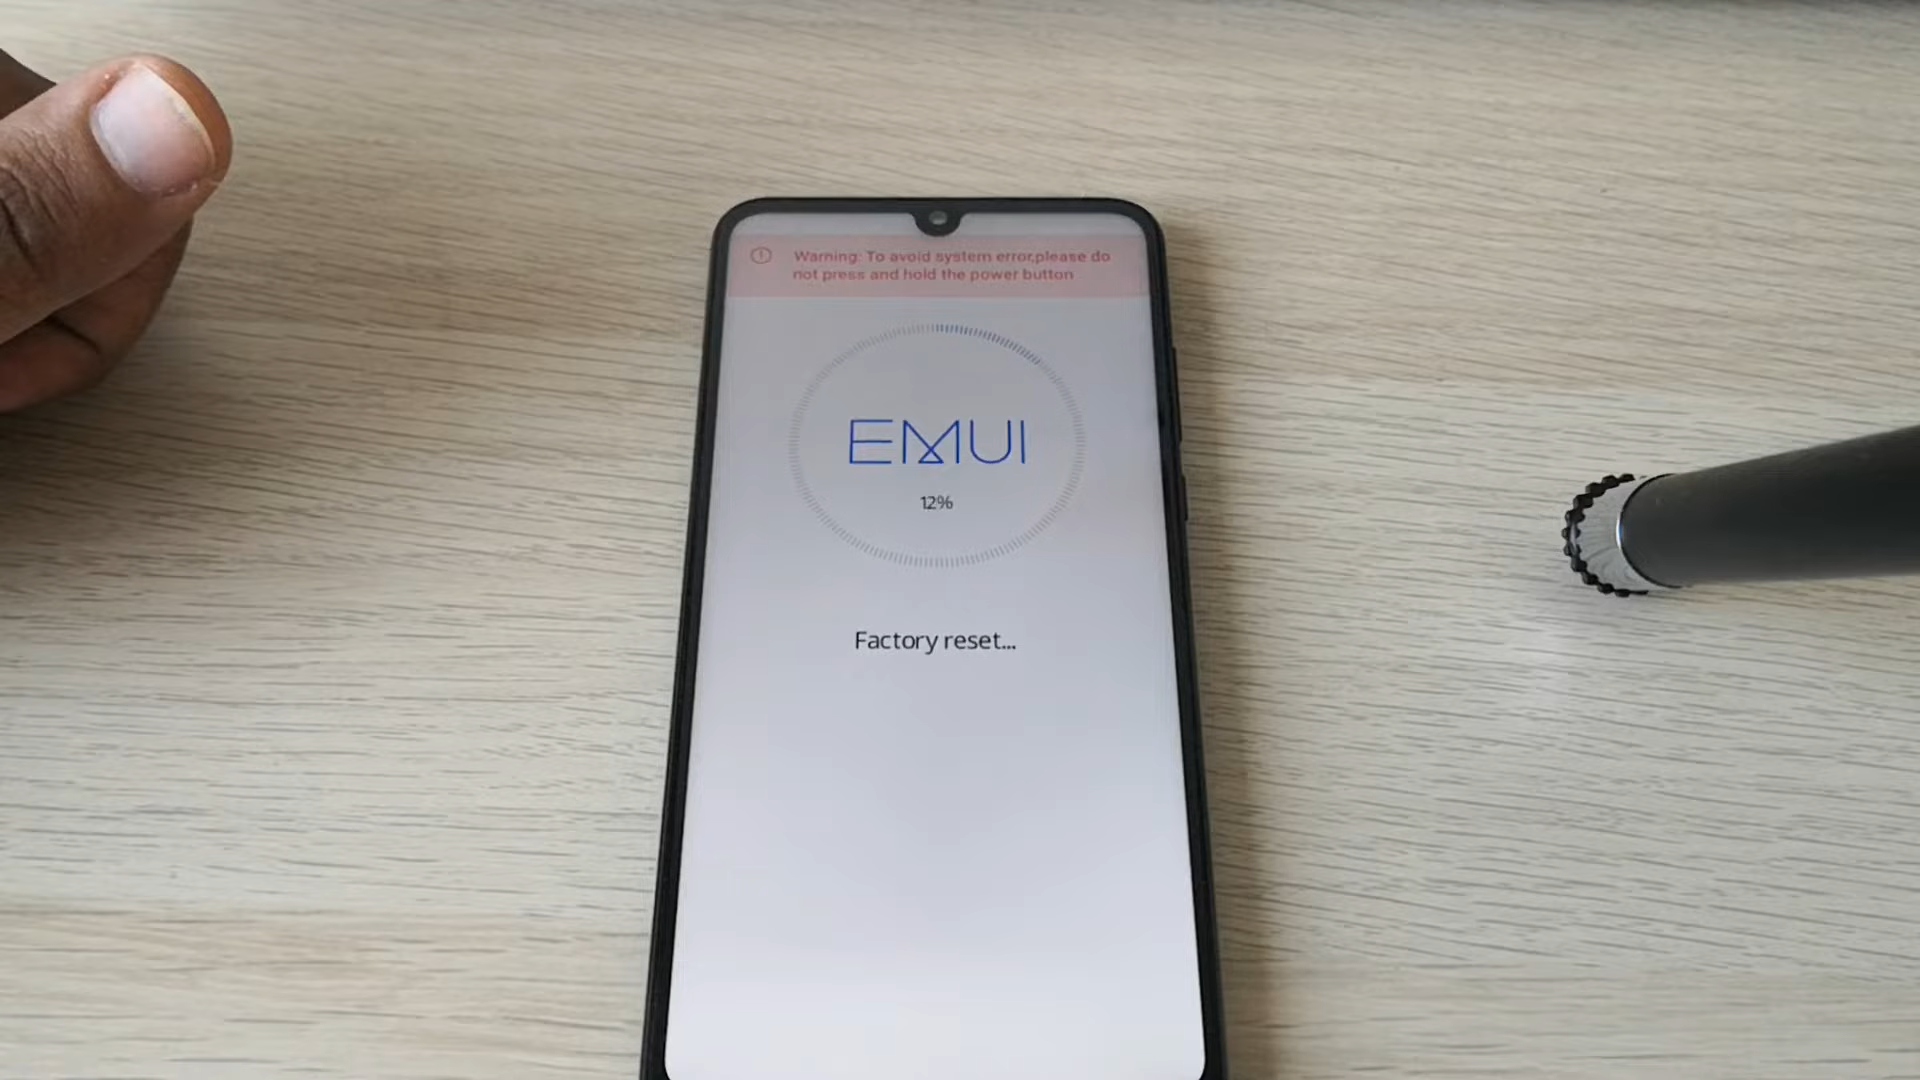 Warning: To avoid system error,please do
not press and hold the power button
EMUI
12%
Factory reset...